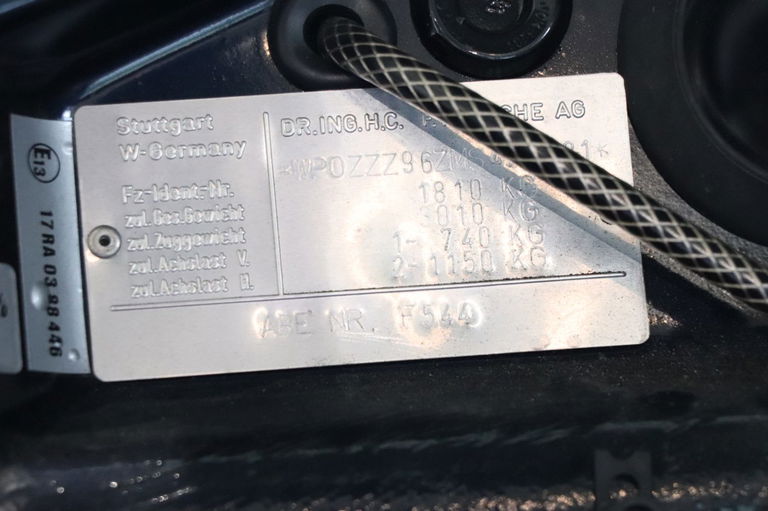 Stuttgart
W-Germany
DR.ING.H.C. CHE AG
Fz-Ident-Nr.
1810 KG
zul.Ges.Gewicht
3010 KG
zul.Zuggewicht
1- 740 KG
zul.Achslast V.
2-1150 KG
zul.Achslast H.
ABE NR. F544
E13
17 RA 03 88 446